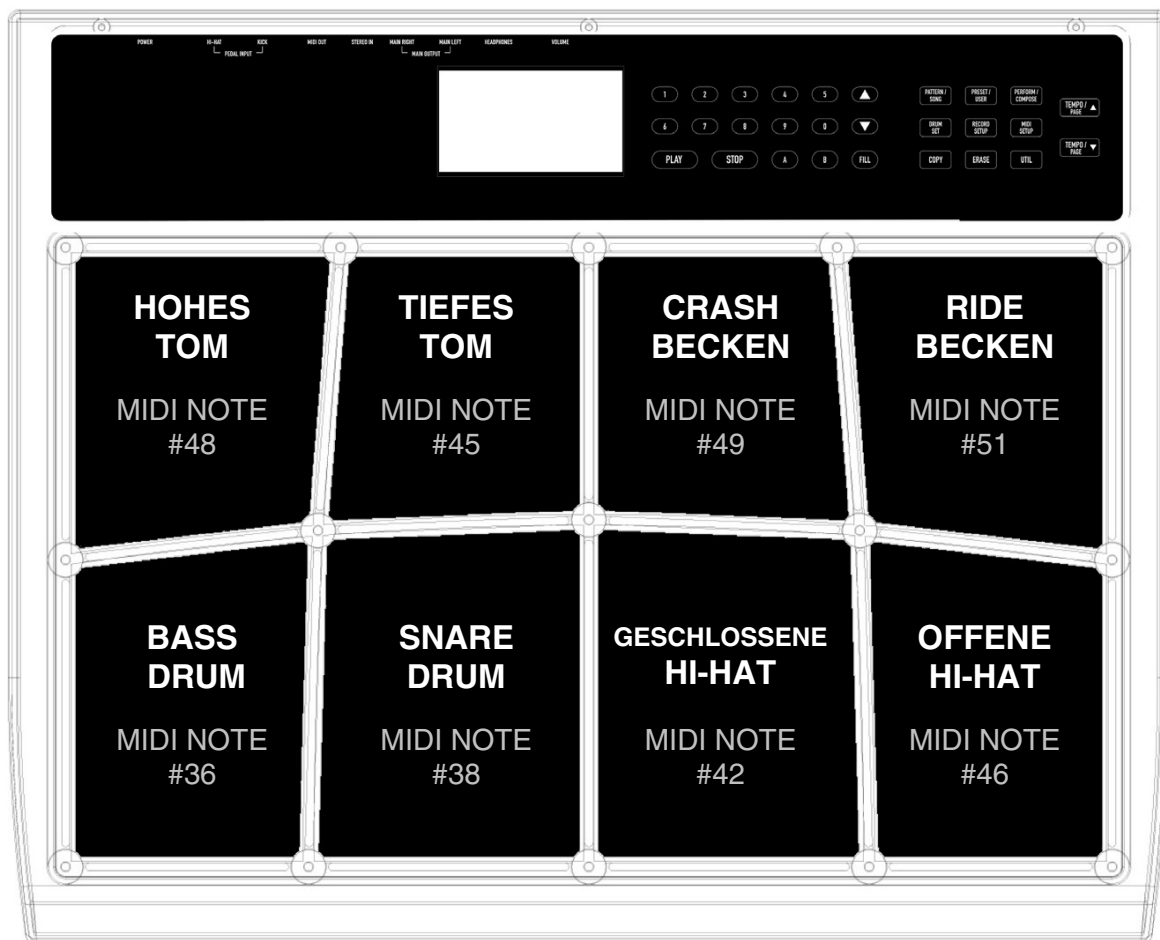 POWER
HI-HAT
KICK
PEDAL INPUT
MIDI OUT
STEREO IN
MAIN RIGHT
MAIN LEFT
MAIN OUTPUT
HEADPHONES
VOLUME
1 2 3 4 5 ▲
6 7 8 9 0 ▼
PLAY STOP A B FILL
PATTERN /
SONG
PRESET /
USER
PERFORM /
COMPOSE
DRUM
SET
RECORD
SETUP
MIDI
SETUP
COPY ERASE UTIL
TEMPO / ▲
PAGE
TEMPO / ▼
PAGE
HOHES
TOM
MIDI NOTE
#48
TIEFES
TOM
MIDI NOTE
#45
CRASH
BECKEN
MIDI NOTE
#49
RIDE
BECKEN
MIDI NOTE
#51
BASS
DRUM
MIDI NOTE
#36
SNARE
DRUM
MIDI NOTE
#38
GESCHLOSSENE
HI-HAT
MIDI NOTE
#42
OFFENE
HI-HAT
MIDI NOTE
#46